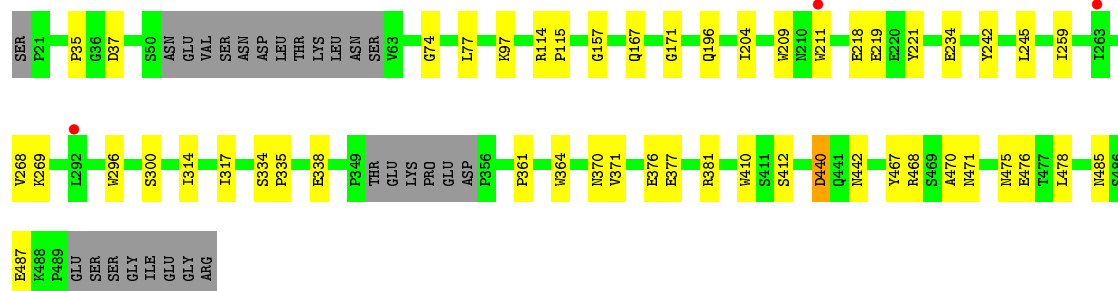 SER P21 P35 G36 D37 S50 ASN GLU VAL SER ASN ASP LEU THR LYS LEU ASN SER V63 G74 L77 K97 R114 P115 G157 Q167 G171 Q196 I204 W209 N210 W211 E218 E219 E220 Y221 E234 Y242 L245 I259 I263
V268 K269 L292 W296 S300 I314 I317 S334 P335 E338 P349 THR GLU LYS PRO GLU ASP P356 P361 W364 N370 V371 E376 E377 R381 W410 S411 S412 D440 Q441 N442 Y467 R468 S469 A470 N471 N475 E476 T477 L478 N485 S486
E487 K488 P489 GLU SER SER GLY ILE GLU GLY ARG